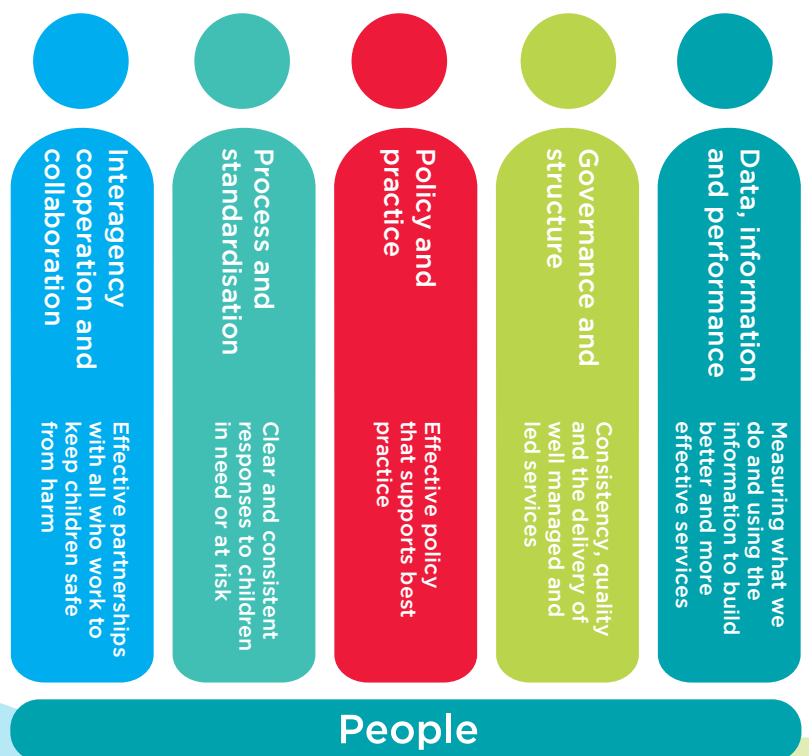 Interagency
cooperation and
collaboration
Effective partnerships
with all who work to
keep children safe
from harm
Process and
standardisation
Clear and consistent
responses to children
in need or at risk
Policy and
practice
Effective policy
that supports best
practice
Governance and
structure
Consistency, quality
and the delivery of
well managed and
led services
Data, information
and performance
Measuring what we
do and using the
information to build
better and more
effective services
People